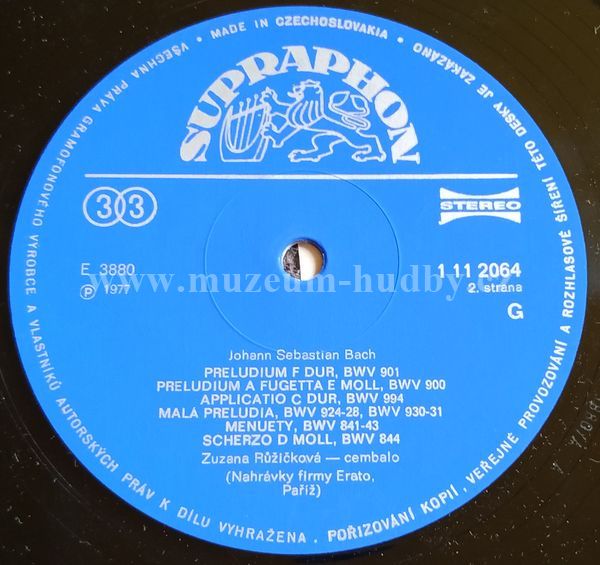 VŠECHNA PRÁVA GRAMOFONOVÉHO VÝROBCE A VLASTNÍKŮ AUTORSKÝCH PRÁV K DÍLU VYHRAŽENA . POŘIZOVÁNÍ KOPIÍ, VEŘEJNÉ PROVOZOVÁNÍ A ROZHLASOVÉ ŠÍŘENÍ TÉTO DESKY JE ZAKÁZÁNO •
MADE IN CZECHOSLOVAKIA •
SUPRAPHON
33
STEREO
E 3880
1 11 2064
Ⓟ 1977
2. strana
G
www.muzeum-hudby.
Johann Sebastian Bach
PRELUDIUM F DUR, BWV 901
PRELUDIUM A FUGETTA E MOLL, BWV 900
APPLICATIO C DUR, BWV 994
MALÁ PRELUDIA, BWV 924-28, BWV 930-31
MENUETY, BWV 841-43
SCHERZO D MOLL, BWV 844
Zuzana Růžičková — cembalo
(Nahrávky firmy Erato,
Paříž)